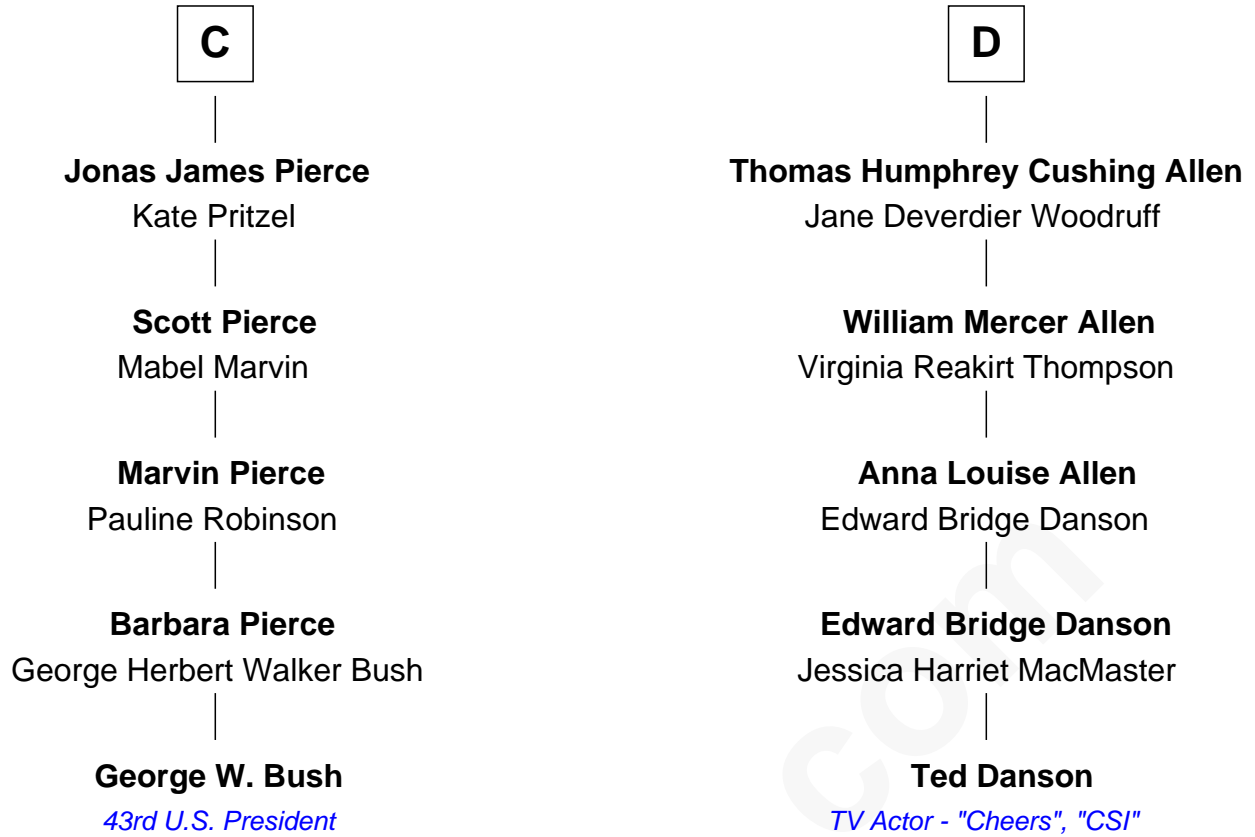 C
Jonas James Pierce
Kate Pritzel
Scott Pierce
Mabel Marvin
Marvin Pierce
Pauline Robinson
Barbara Pierce
George Herbert Walker Bush
George W. Bush
43rd U.S. President
D
Thomas Humphrey Cushing Allen
Jane Deverdier Woodruff
William Mercer Allen
Virginia Reakirt Thompson
Anna Louise Allen
Edward Bridge Danson
Edward Bridge Danson
Jessica Harriet MacMaster
Ted Danson
TV Actor - "Cheers", "CSI"
com